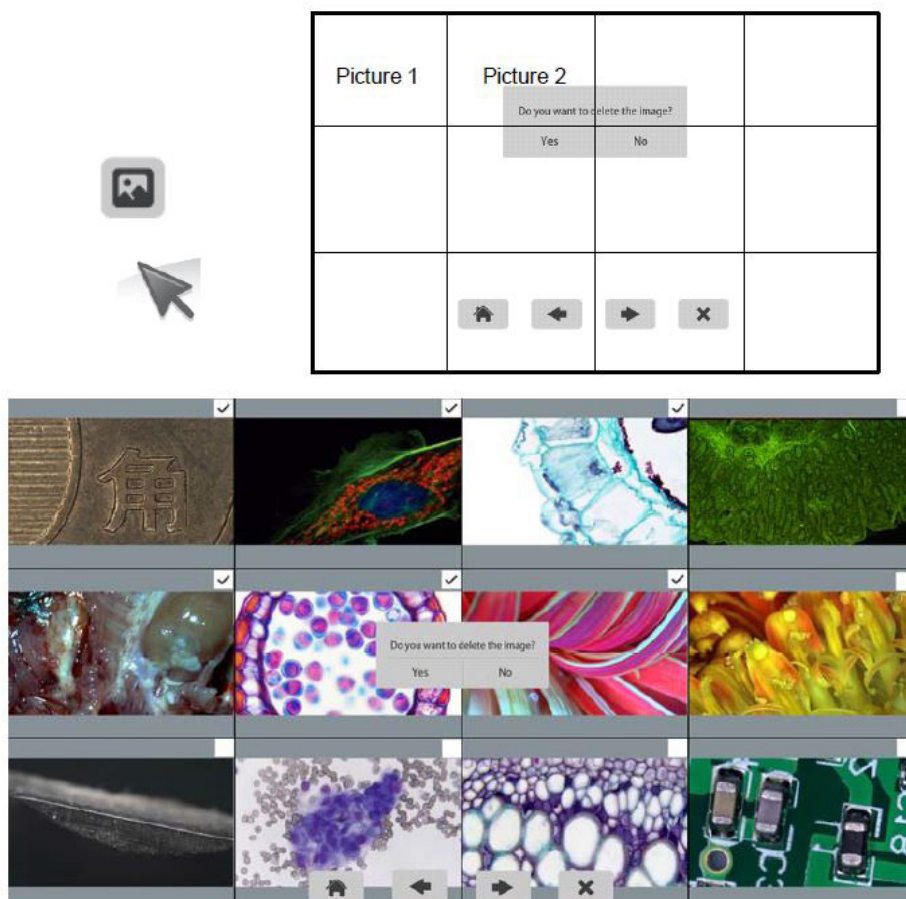 Picture 1
Picture 2
Do you want to delete the image?
Yes
No
角
Do you want to delete the image?
Yes
No
C18